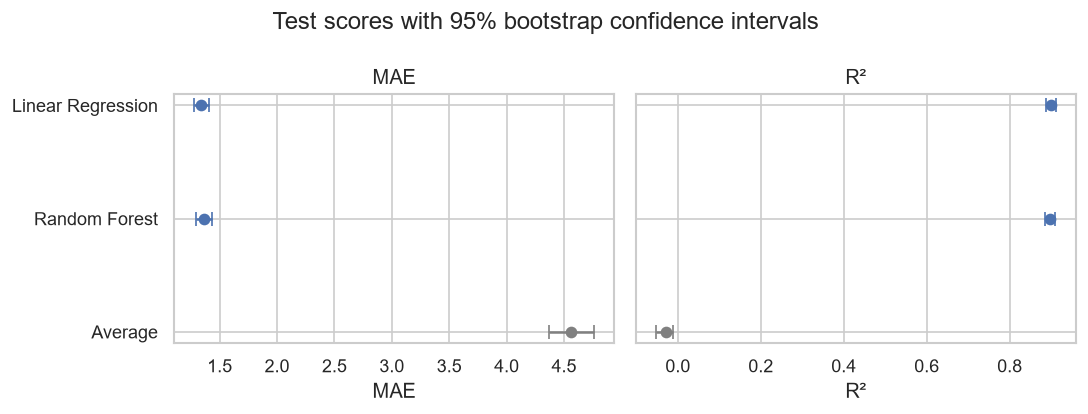 Test scores with 95% bootstrap confidence intervals
MAE
R²
Linear Regression
Random Forest
Average
1.5 2.0 2.5 3.0 3.5 4.0 4.5
0.0 0.2 0.4 0.6 0.8
MAE
R²